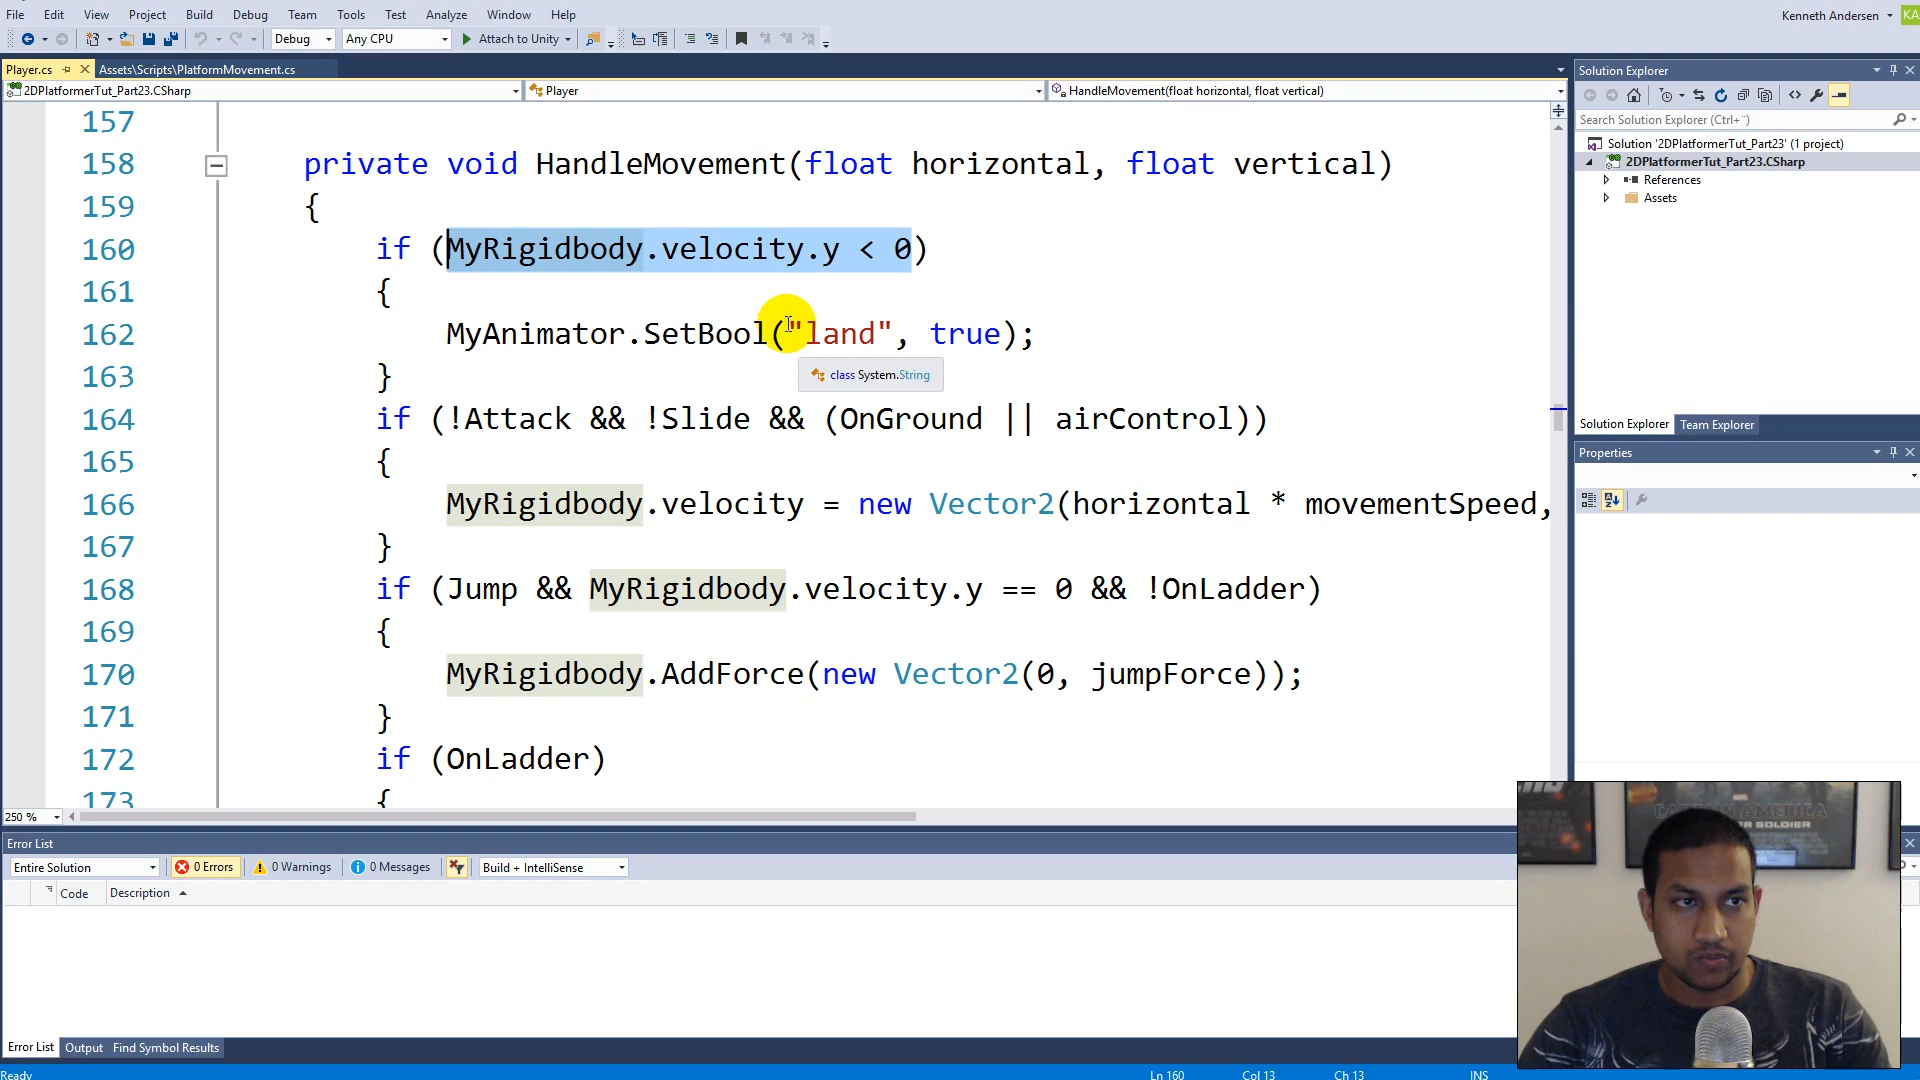 File Edit View Project Build Debug Team Tools Test Analyze Window Help
Kenneth Andersen
KA
Debug Any CPU Attach to Unity
Player.cs
Assets\Scripts\PlatformMovement.cs
2DPlatformerTut_Part23.CSharp
Player
HandleMovement(float horizontal, float vertical)
157
158 private void HandleMovement(float horizontal, float vertical)
159 {
160 if (MyRigidbody.velocity.y < 0)
161 {
162 MyAnimator.SetBool("land", true);
163 }
class System.String
164 if (!Attack && !Slide && (OnGround || airControl))
165 {
166 MyRigidbody.velocity = new Vector2(horizontal * movementSpeed,
167 }
168 if (Jump && MyRigidbody.velocity.y == 0 && !OnLadder)
169 {
170 MyRigidbody.AddForce(new Vector2(0, jumpForce));
171 }
172 if (OnLadder)
173 {
250 %
Solution Explorer
Search Solution Explorer (Ctrl+¨)
Solution '2DPlatformerTut_Part23' (1 project)
2DPlatformerTut_Part23.CSharp
References
Assets
Solution Explorer Team Explorer
Properties
Error List
Entire Solution 0 Errors 0 Warnings 0 Messages Build + IntelliSense
Code Description
Error List Output Find Symbol Results
Ready Ln 160 Col 13 Ch 13 INS
CAPTAIN AMERICA